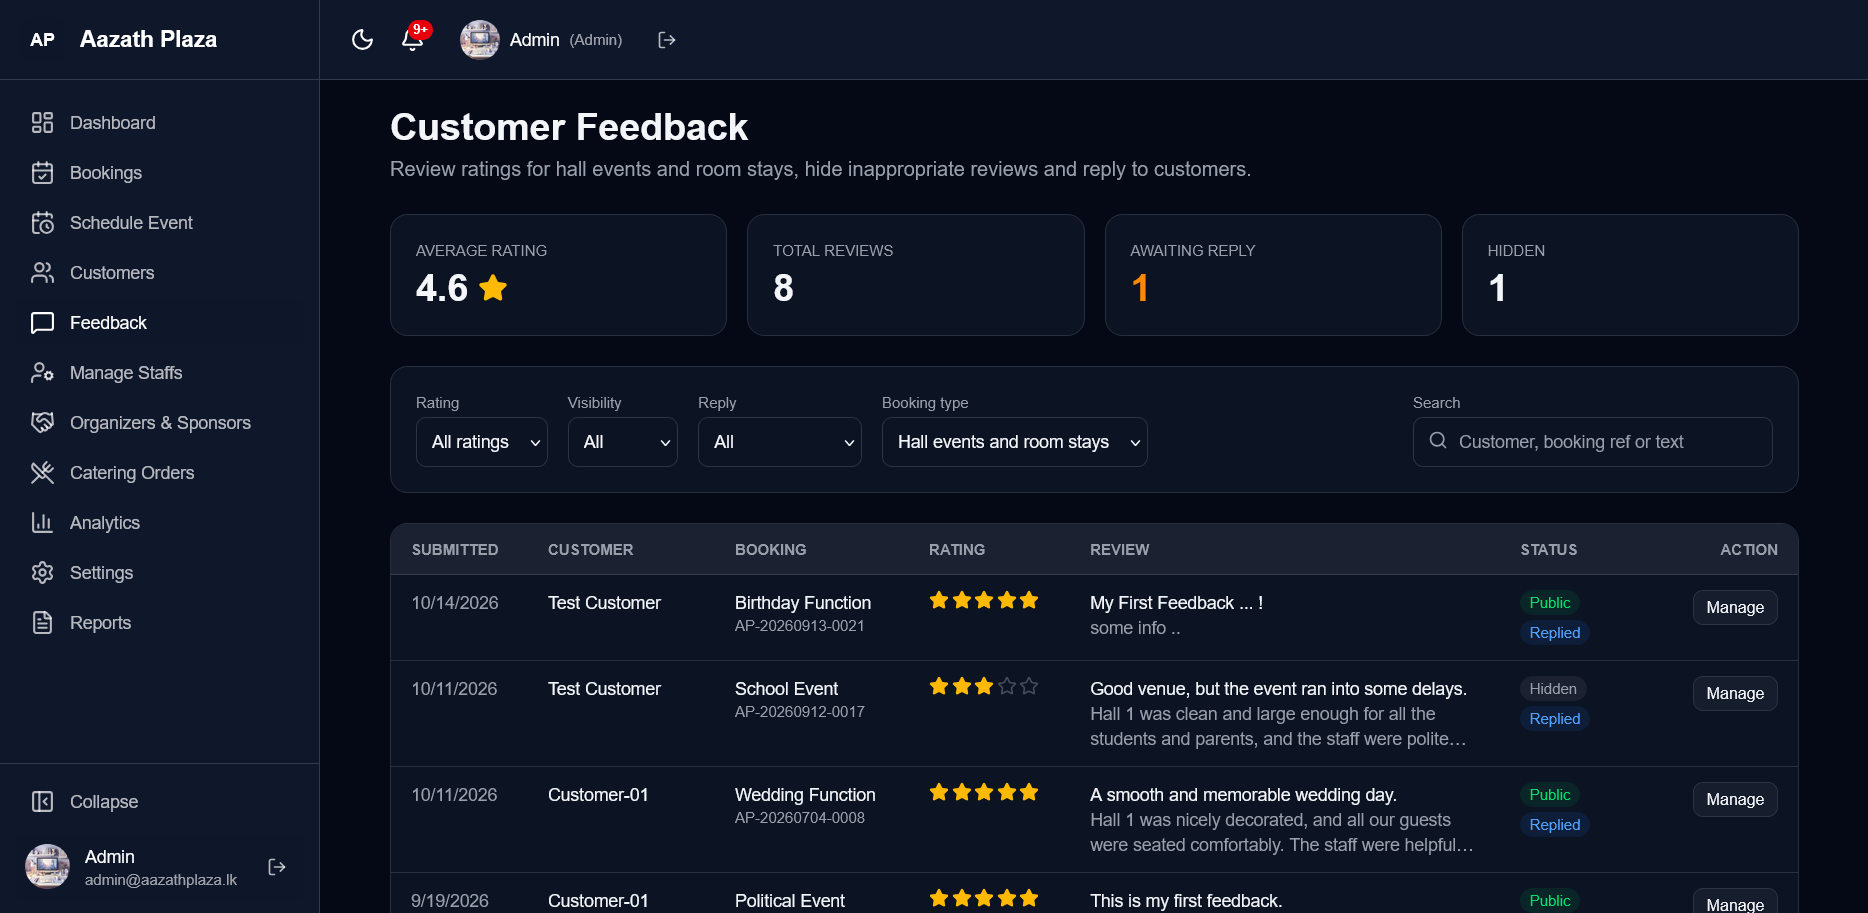 AP Aazath Plaza
9+
Admin (Admin)
Dashboard
Bookings
Schedule Event
Customers
Feedback
Manage Staffs
Organizers & Sponsors
Catering Orders
Analytics
Settings
Reports
Collapse
Admin
admin@aazathplaza.lk
Customer Feedback
Review ratings for hall events and room stays, hide inappropriate reviews and reply to customers.
AVERAGE RATING
4.6
TOTAL REVIEWS
8
AWAITING REPLY
1
HIDDEN
1
Rating
All ratings
Visibility
All
Reply
All
Booking type
Hall events and room stays
Search
Customer, booking ref or text
SUBMITTED CUSTOMER BOOKING RATING REVIEW STATUS ACTION
10/14/2026 Test Customer Birthday Function My First Feedback ... ! Public Manage
AP-20260913-0021 some info .. Replied
10/11/2026 Test Customer School Event Good venue, but the event ran into some delays. Hidden Manage
AP-20260912-0017 Hall 1 was clean and large enough for all the Replied
students and parents, and the staff were polite…
10/11/2026 Customer-01 Wedding Function A smooth and memorable wedding day. Public Manage
AP-20260704-0008 Hall 1 was nicely decorated, and all our guests Replied
were seated comfortably. The staff were helpful…
9/19/2026 Customer-01 Political Event This is my first feedback. Public Manage